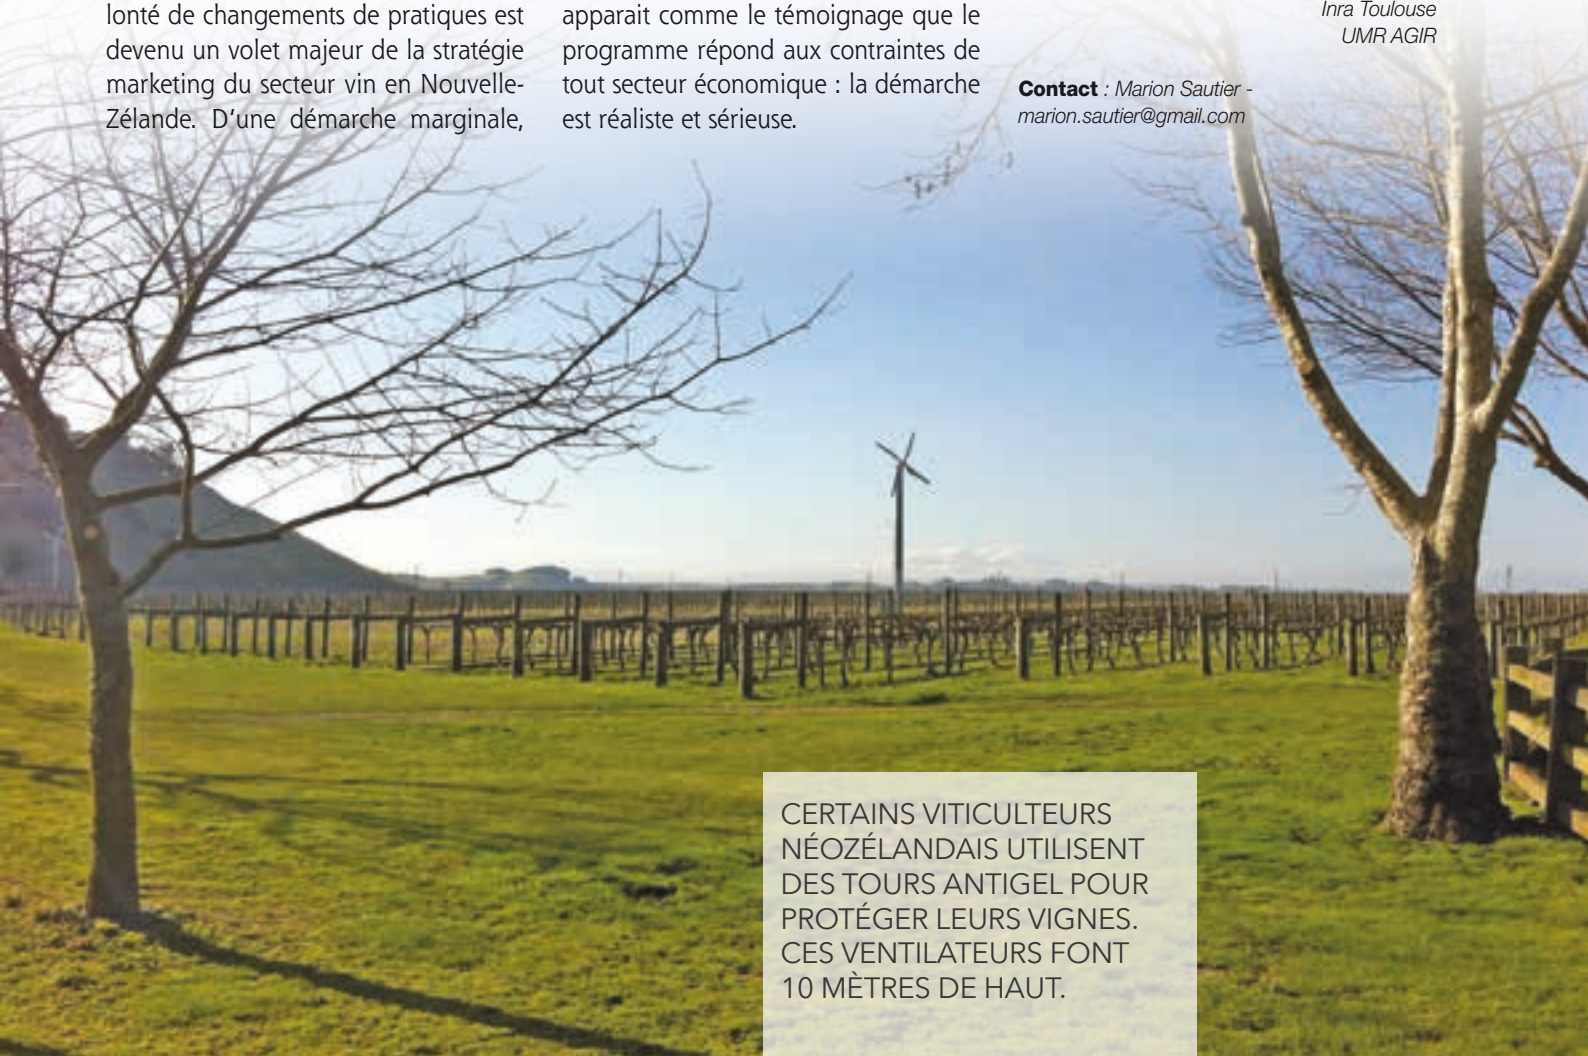 lonté de changements de pratiques est
devenu un volet majeur de la stratégie
marketing du secteur vin en Nouvelle-
Zélande. D’une démarche marginale,
apparait comme le témoignage que le
programme répond aux contraintes de
tout secteur économique : la démarche
est réaliste et sérieuse.
Inra Toulouse
UMR AGIR
Contact : Marion Sautier -
marion.sautier@gmail.com
CERTAINS VITICULTEURS
NÉOZÉLANDAIS UTILISENT
DES TOURS ANTIGEL POUR
PROTÉGER LEURS VIGNES.
CES VENTILATEURS FONT
10 MÈTRES DE HAUT.